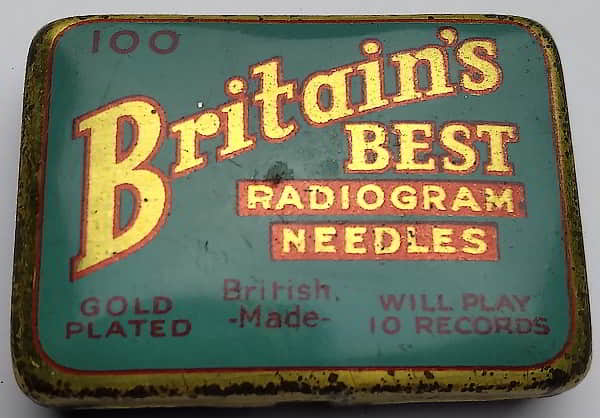 100
Britain's
BEST
RADIOGRAM
NEEDLES
GOLD
PLATED
British.
-Made-
WILL PLAY
10 RECORDS